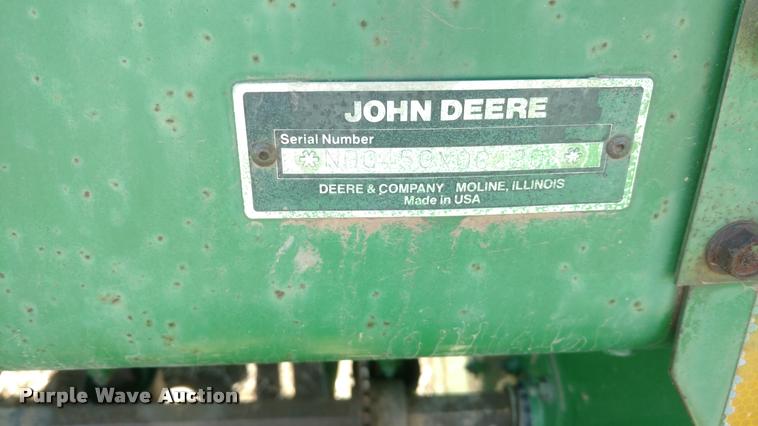 JOHN DEERE
Serial Number
DEERE & COMPANY MOLINE, ILLINOIS
Made in USA
Purple Wave Auction